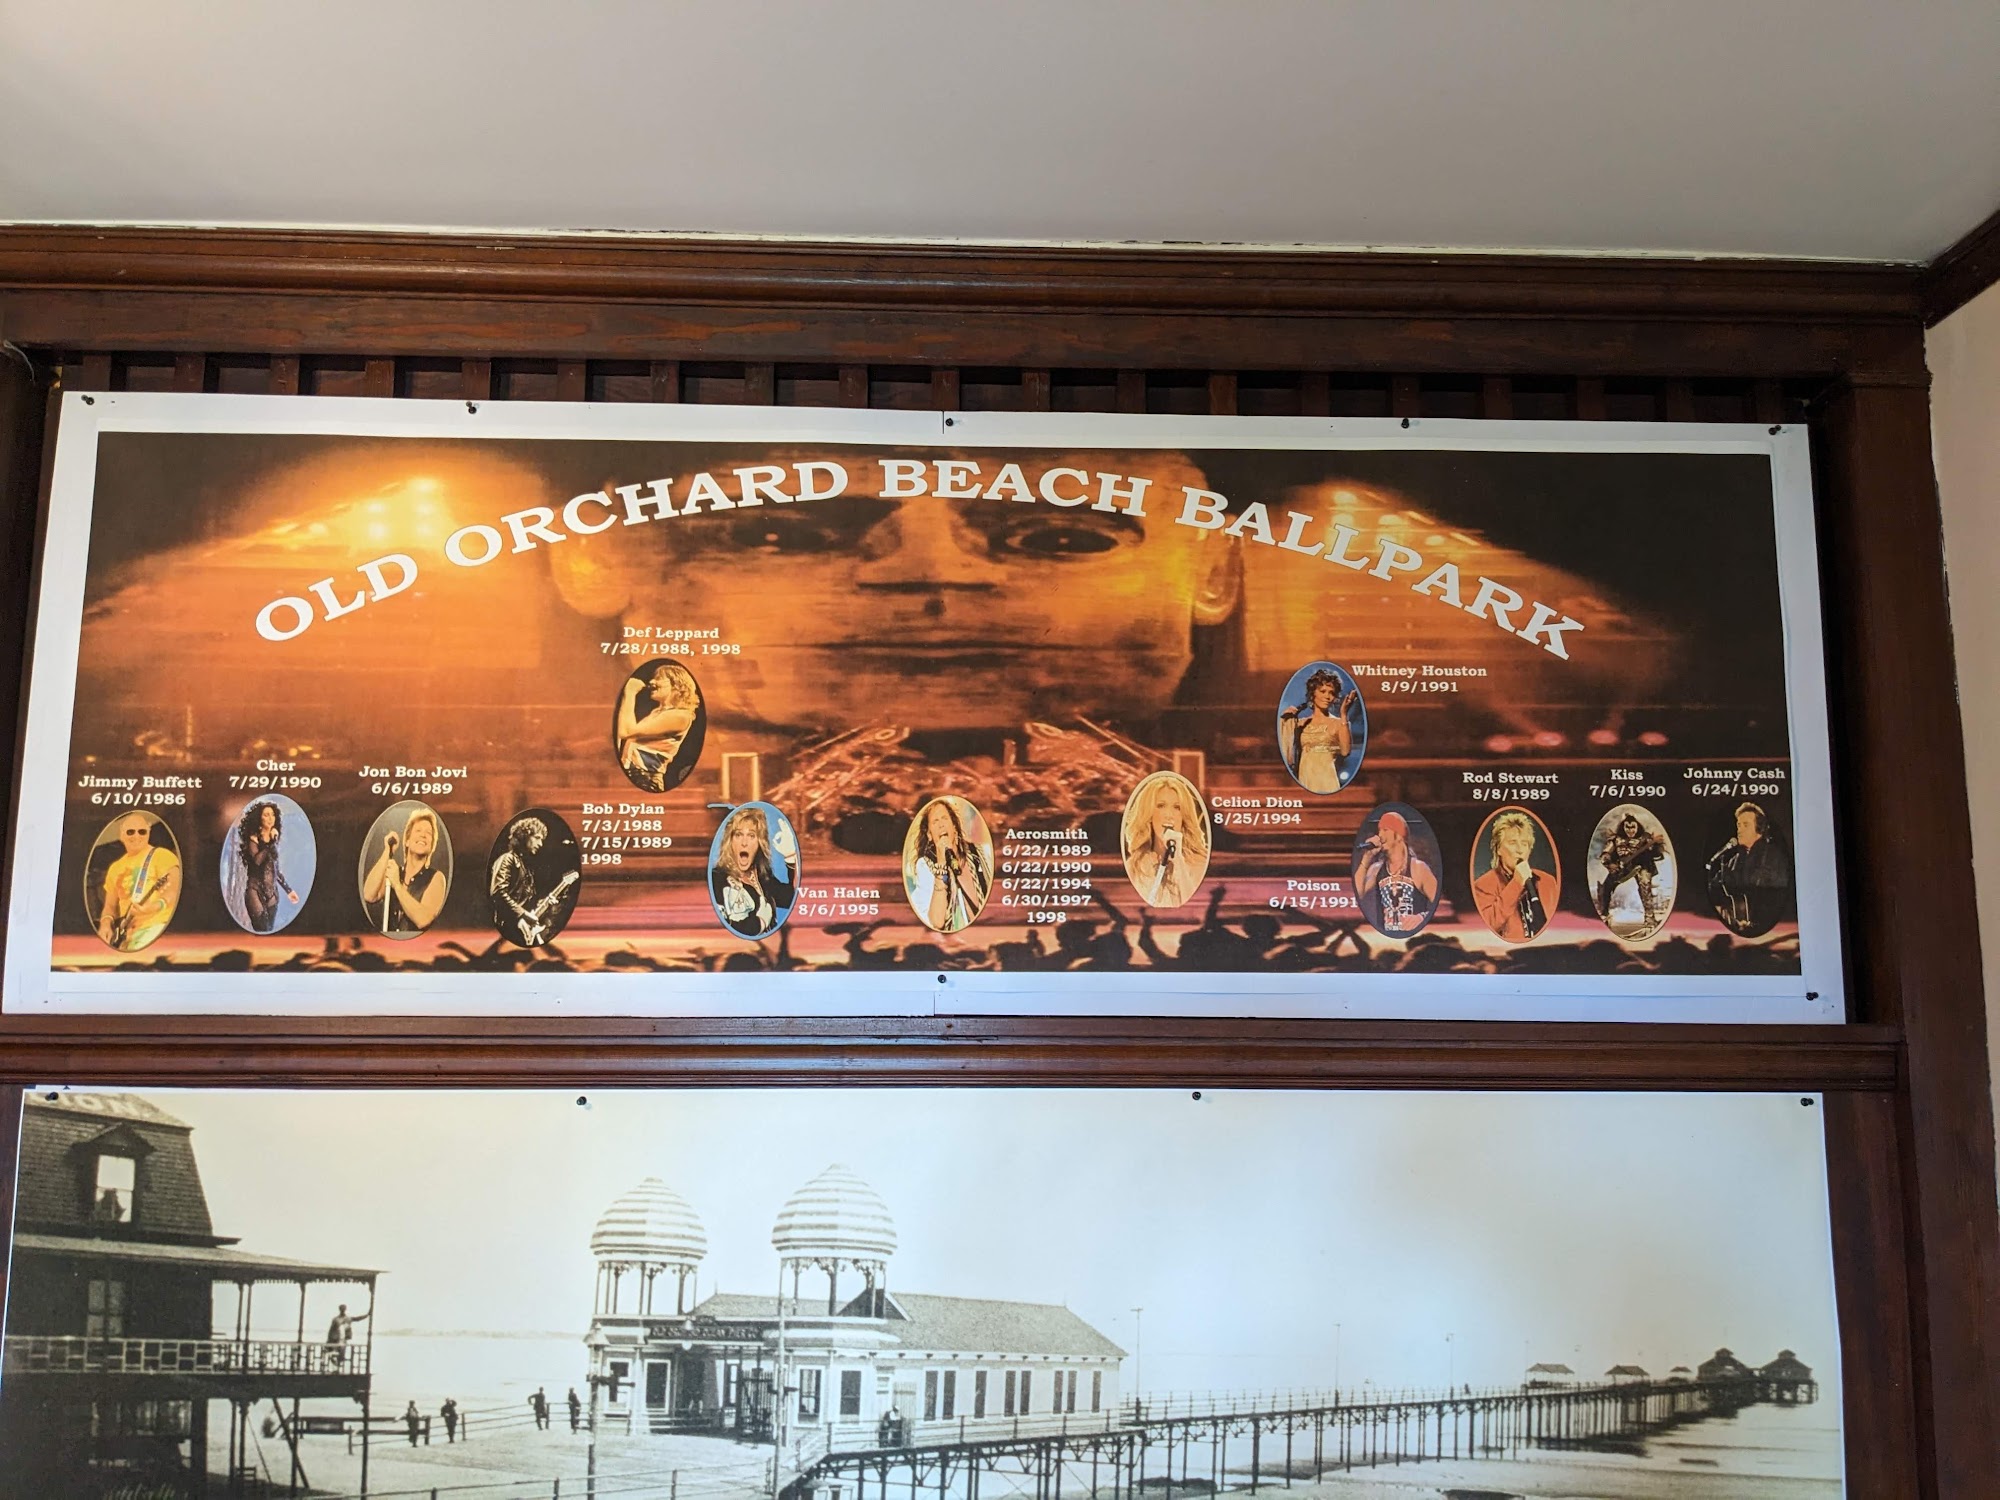 OLD ORCHARD BEACH BALLPARK
Def Leppard
7/28/1988, 1998
Whitney Houston
8/9/1991
Jimmy Buffett
6/10/1986
Cher
7/29/1990
Jon Bon Jovi
6/6/1989
Bob Dylan
7/3/1988
7/15/1989
1998
Van Halen
8/6/1995
Aerosmith
6/22/1989
6/22/1990
6/22/1994
6/30/1997
1998
Celion Dion
8/25/1994
Poison
6/15/1991
Rod Stewart
8/8/1989
Kiss
7/6/1990
Johnny Cash
6/24/1990